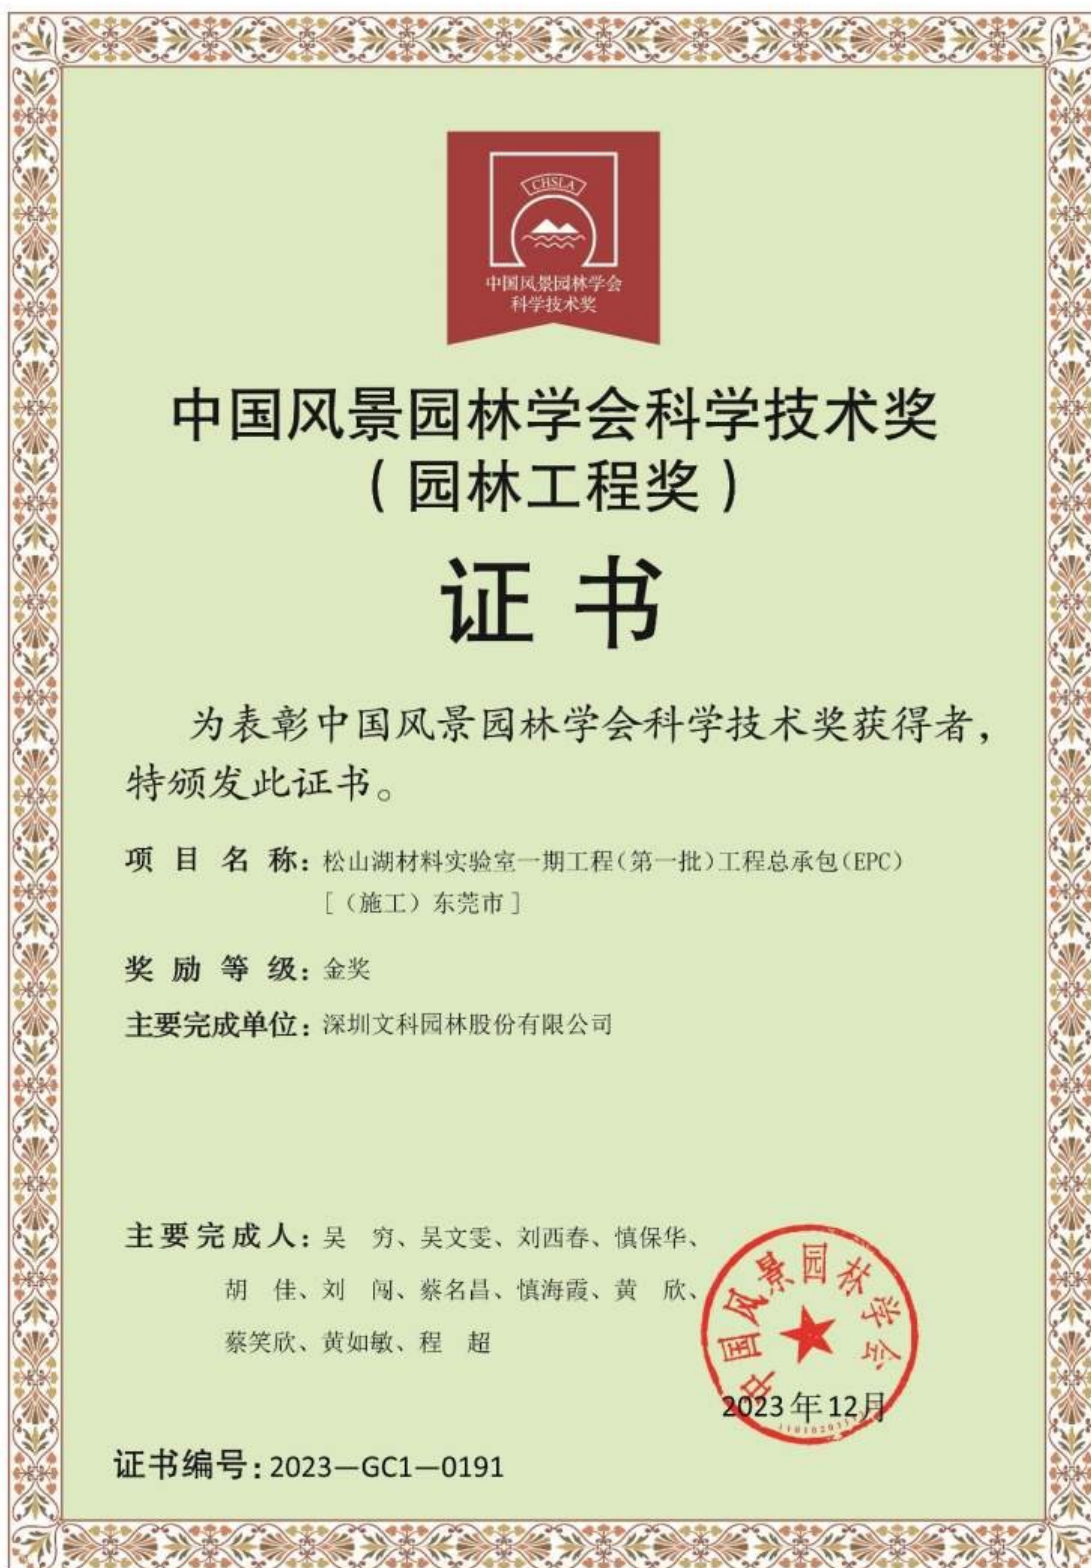 CHSLA
中国风景园林学会
科学技术奖
中国风景园林学会科学技术奖
（园林工程奖）
证书
为表彰中国风景园林学会科学技术奖获得者，
特颁发此证书。
项目名称：松山湖材料实验室一期工程（第一批）工程总承包（EPC）
［（施工）东莞市］
奖励等级：金奖
主要完成单位：深圳文科园林股份有限公司
主要完成人：吴　穷、吴文雯、刘西春、慎保华、
胡　佳、刘　闯、蔡名昌、慎海霞、黄　欣、
蔡笑欣、黄如敏、程　超
中国风景园林学会
2023年12月
证书编号：2023—GC1—0191